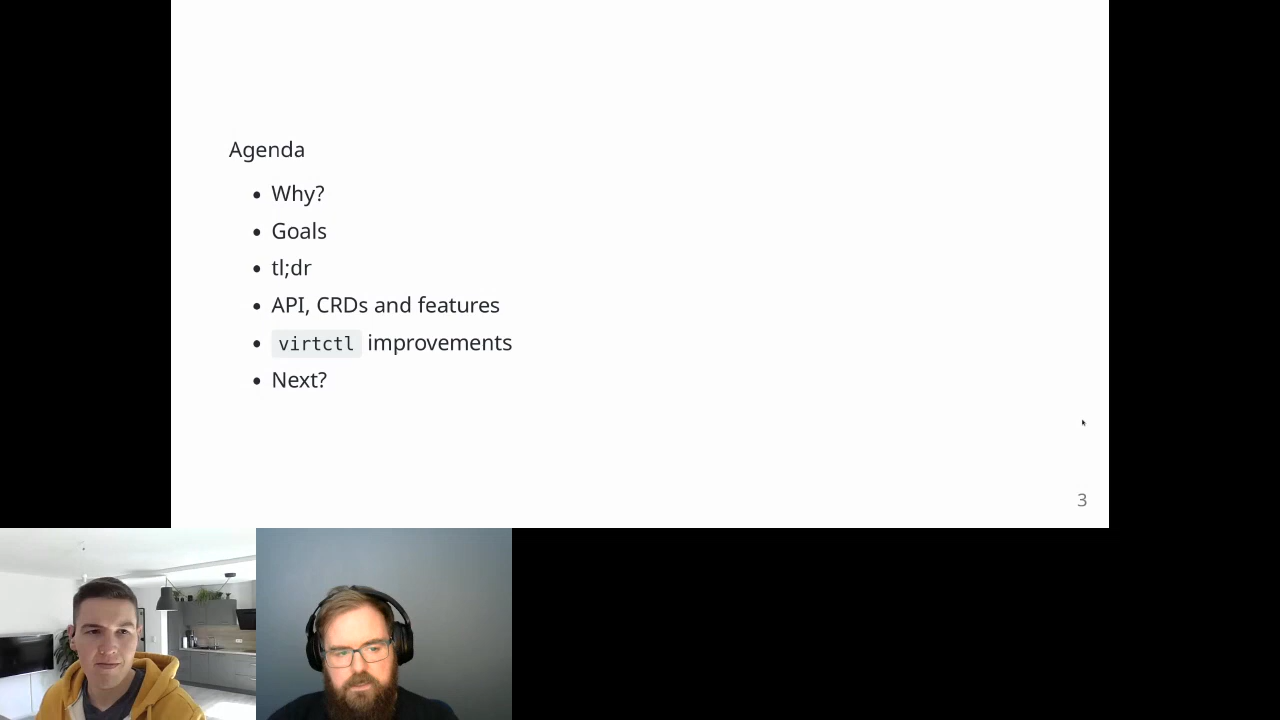 Agenda
Why?
Goals
tl;dr
API, CRDs and features
virtctl improvements
Next?
3